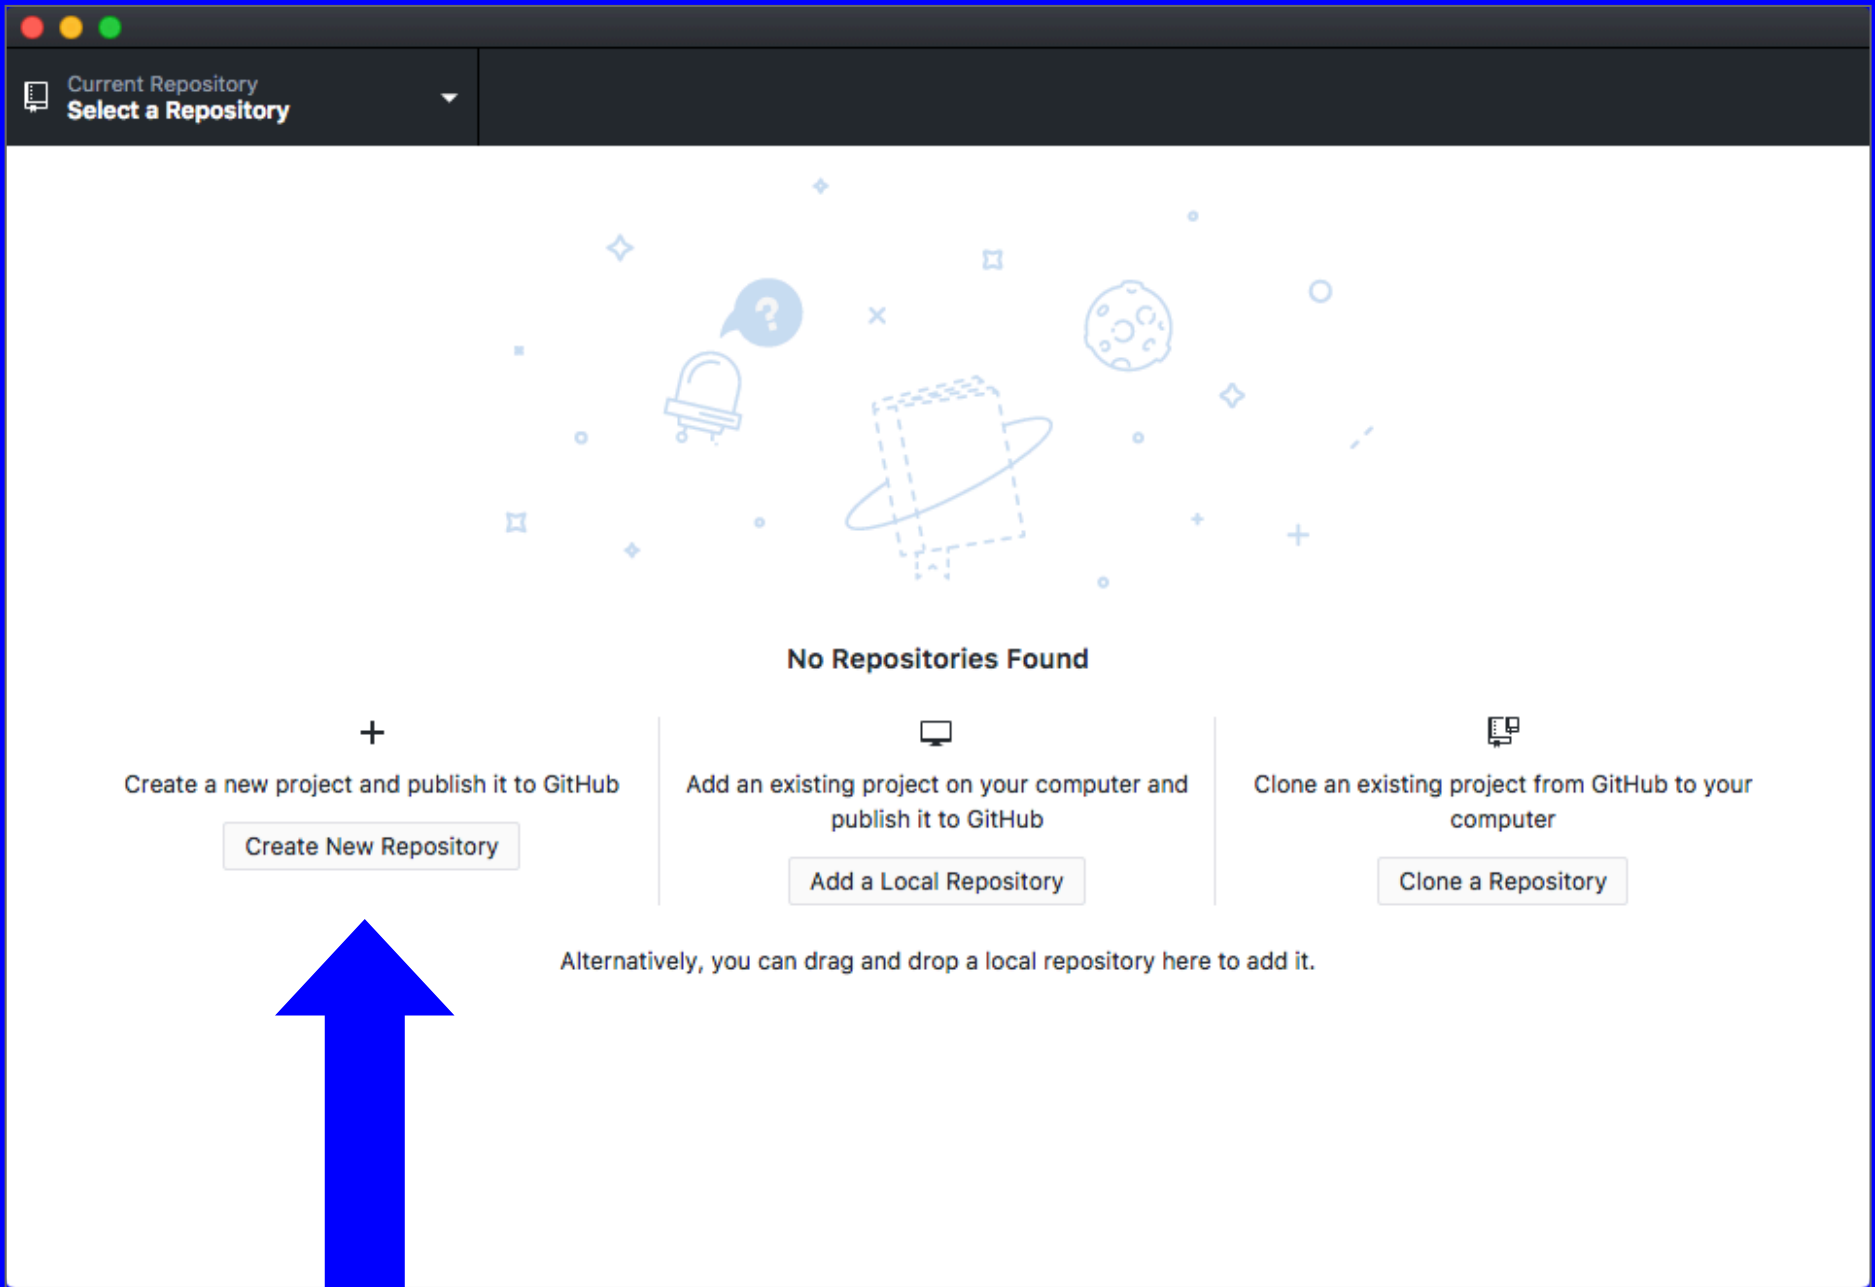 Current Repository
Select a Repository
?
No Repositories Found
Create a new project and publish it to GitHub
Create New Repository
Add an existing project on your computer and
publish it to GitHub
Add a Local Repository
Clone an existing project from GitHub to your
computer
Clone a Repository
Alternatively, you can drag and drop a local repository here to add it.